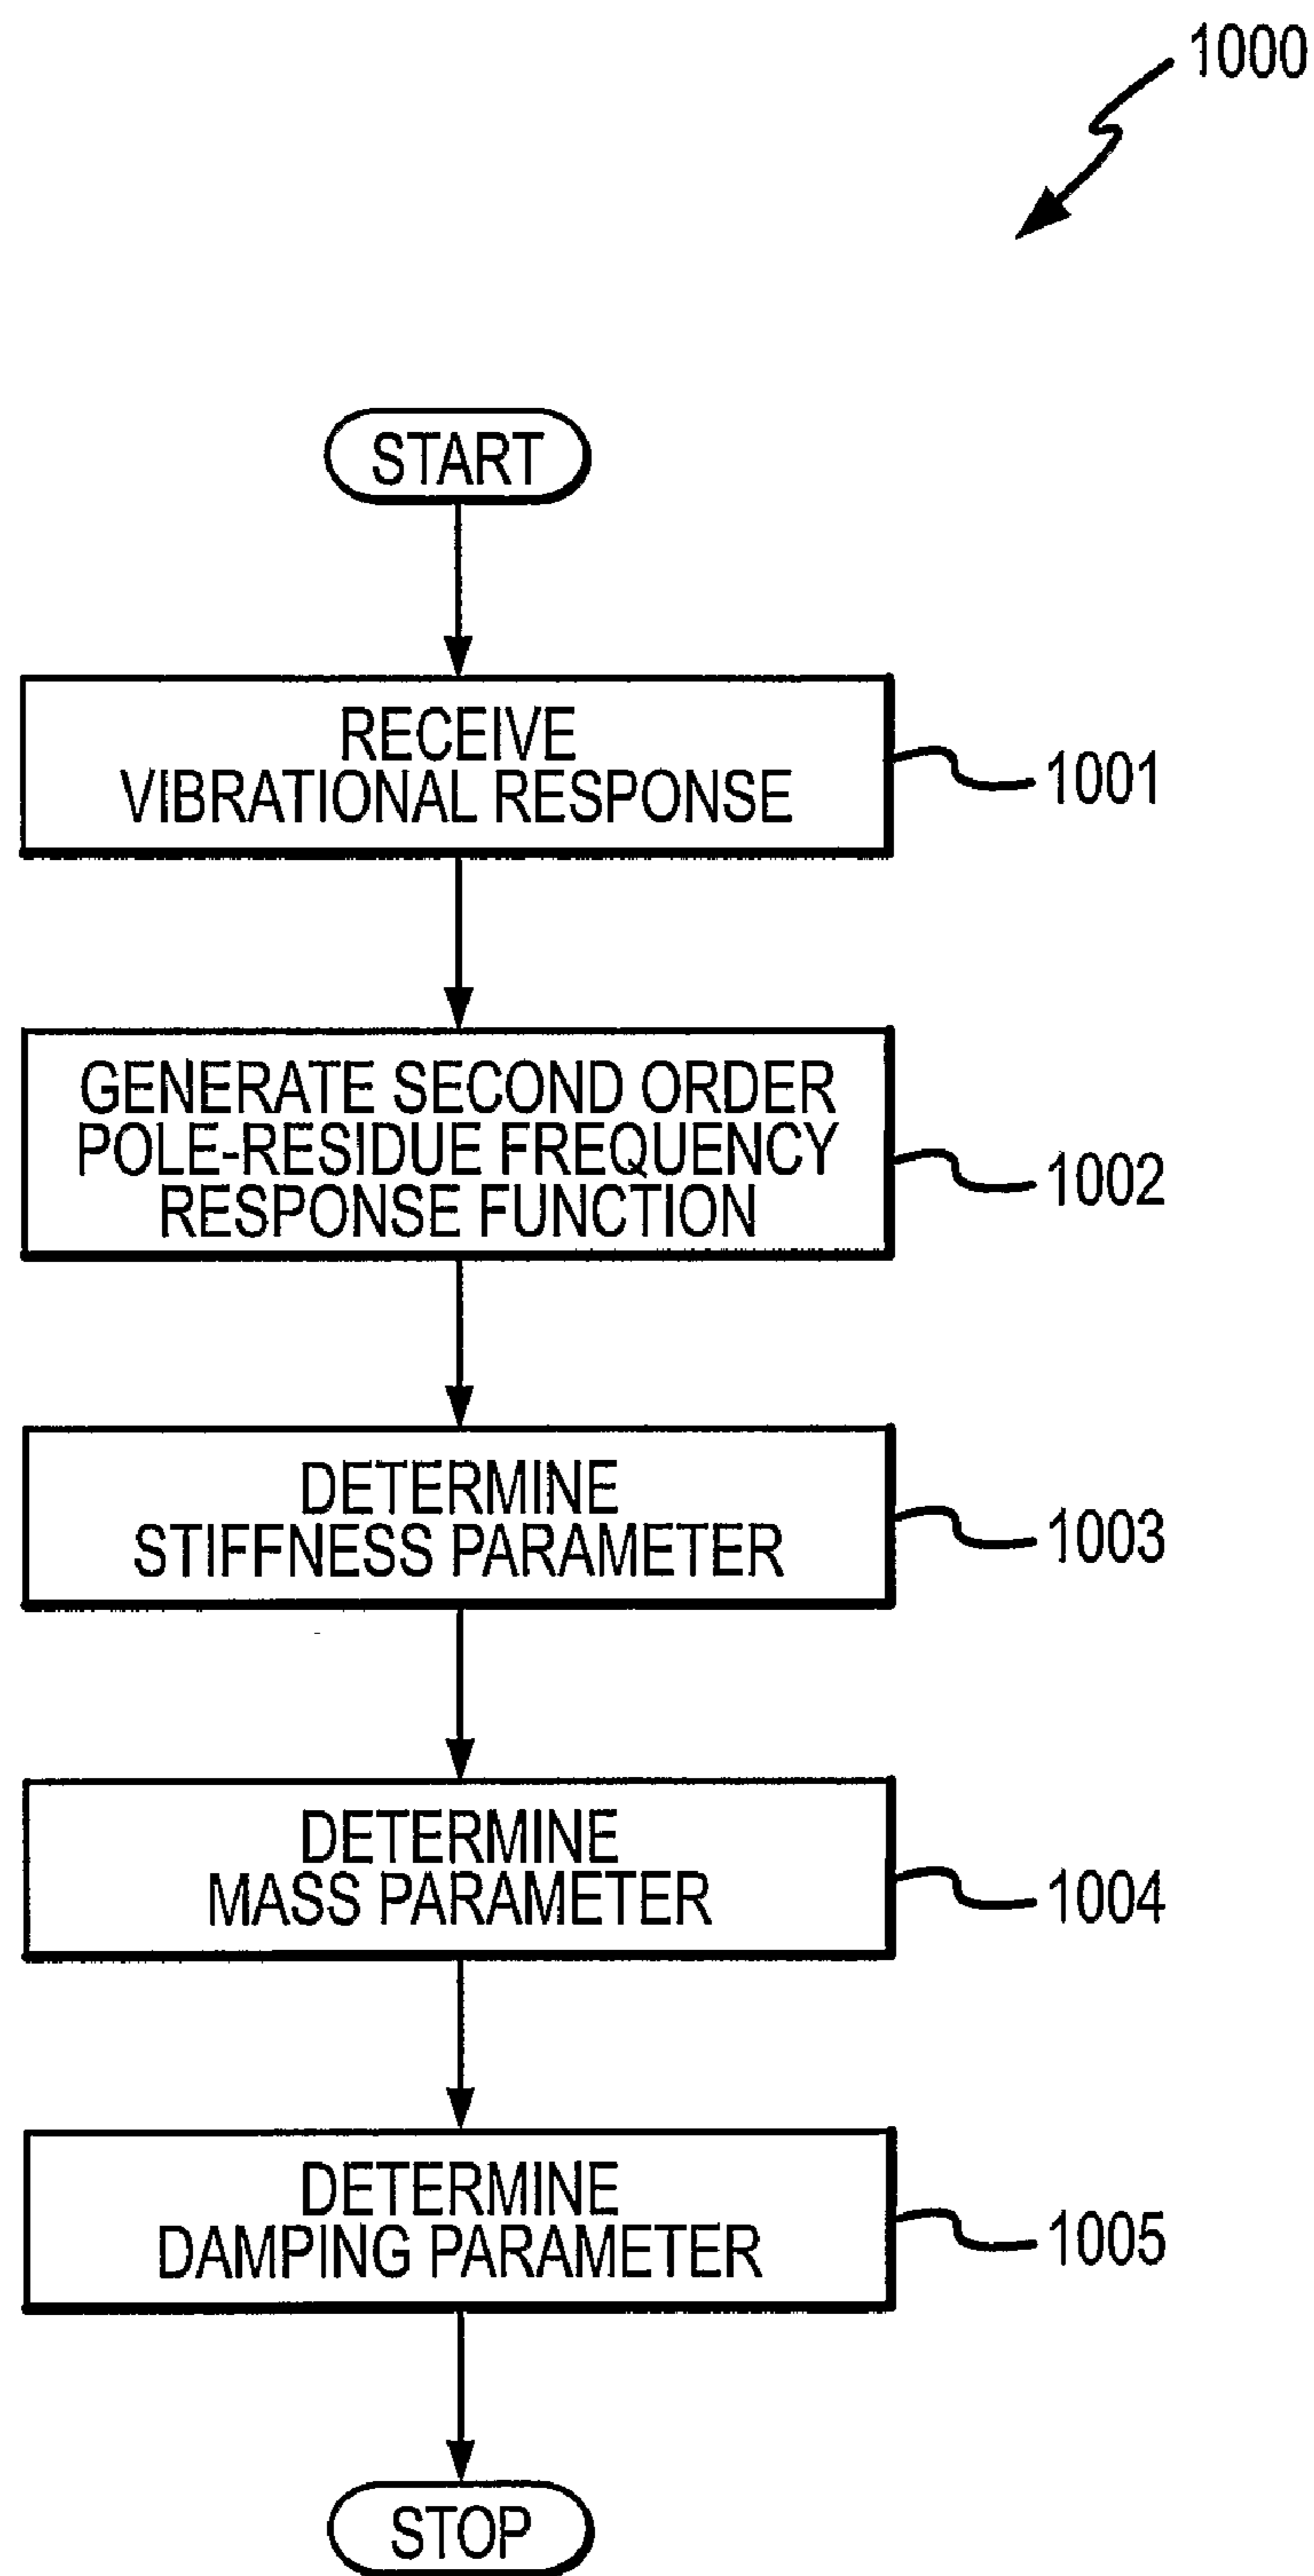 1000
START
RECEIVE
VIBRATIONAL RESPONSE
1001
GENERATE SECOND ORDER
POLE-RESIDUE FREQUENCY
RESPONSE FUNCTION
1002
DETERMINE
STIFFNESS PARAMETER
1003
DETERMINE
MASS PARAMETER
1004
DETERMINE
DAMPING PARAMETER
1005
STOP